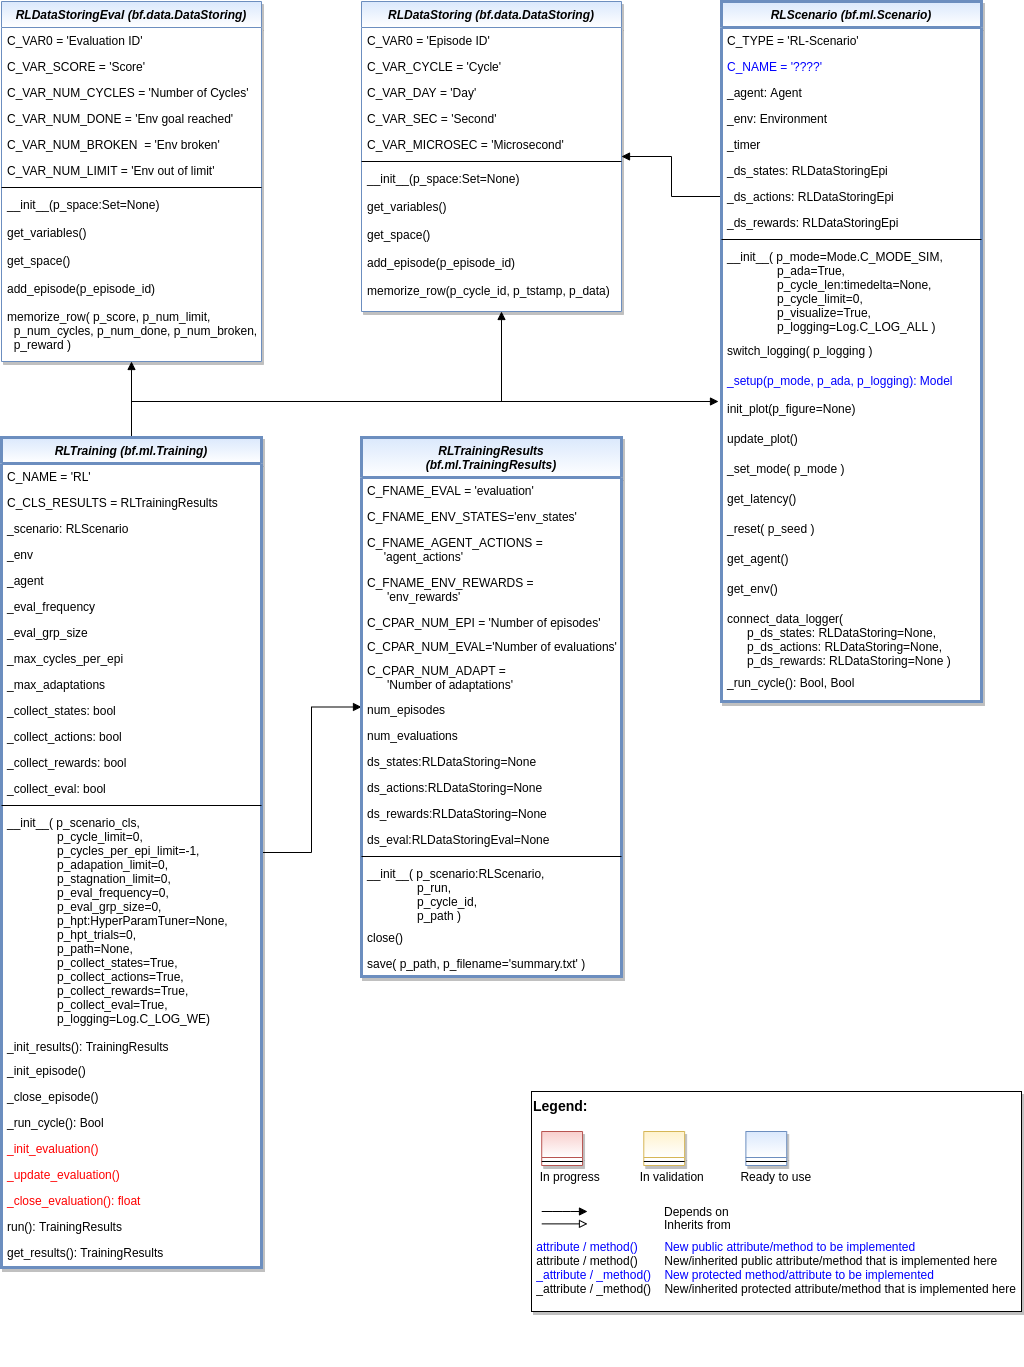 RLDataStoringEval (bf.data.DataStoring)
C_VAR0 = 'Evaluation ID'
C_VAR_SCORE = 'Score'
C_VAR_NUM_CYCLES = 'Number of Cycles'
C_VAR_NUM_DONE = 'Env goal reached'
C_VAR_NUM_BROKEN  = 'Env broken'
C_VAR_NUM_LIMIT = 'Env out of limit'
__init__(p_space:Set=None)
get_variables()
get_space()
add_episode(p_episode_id)
memorize_row( p_score, p_num_limit,
p_num_cycles, p_num_done, p_num_broken,
p_reward )
RLDataStoring (bf.data.DataStoring)
C_VAR0 = 'Episode ID'
C_VAR_CYCLE = 'Cycle'
C_VAR_DAY = 'Day'
C_VAR_SEC = 'Second'
C_VAR_MICROSEC = 'Microsecond'
__init__(p_space:Set=None)
get_variables()
get_space()
add_episode(p_episode_id)
memorize_row(p_cycle_id, p_tstamp, p_data)
RLScenario (bf.ml.Scenario)
C_TYPE = 'RL-Scenario'
C_NAME = '????'
_agent: Agent
_env: Environment
_timer
_ds_states: RLDataStoringEpi
_ds_actions: RLDataStoringEpi
_ds_rewards: RLDataStoringEpi
__init__( p_mode=Mode.C_MODE_SIM,
p_ada=True,
p_cycle_len:timedelta=None,
p_cycle_limit=0,
p_visualize=True,
p_logging=Log.C_LOG_ALL )
switch_logging( p_logging )
_setup(p_mode, p_ada, p_logging): Model
init_plot(p_figure=None)
update_plot()
_set_mode( p_mode )
get_latency()
_reset( p_seed )
get_agent()
get_env()
connect_data_logger(
p_ds_states: RLDataStoring=None,
p_ds_actions: RLDataStoring=None,
p_ds_rewards: RLDataStoring=None )
_run_cycle(): Bool, Bool
RLTraining (bf.ml.Training)
C_NAME = 'RL'
C_CLS_RESULTS = RLTrainingResults
_scenario: RLScenario
_env
_agent
_eval_frequency
_eval_grp_size
_max_cycles_per_epi
_max_adaptations
_collect_states: bool
_collect_actions: bool
_collect_rewards: bool
_collect_eval: bool
__init__( p_scenario_cls,
p_cycle_limit=0,
p_cycles_per_epi_limit=-1,
p_adapation_limit=0,
p_stagnation_limit=0,
p_eval_frequency=0,
p_eval_grp_size=0,
p_hpt:HyperParamTuner=None,
p_hpt_trials=0,
p_path=None,
p_collect_states=True,
p_collect_actions=True,
p_collect_rewards=True,
p_collect_eval=True,
p_logging=Log.C_LOG_WE)
_init_results(): TrainingResults
_init_episode()
_close_episode()
_run_cycle(): Bool
_init_evaluation()
_update_evaluation()
_close_evaluation(): float
run(): TrainingResults
get_results(): TrainingResults
RLTrainingResults
(bf.ml.TrainingResults)
C_FNAME_EVAL = 'evaluation'
C_FNAME_ENV_STATES='env_states'
C_FNAME_AGENT_ACTIONS =
'agent_actions'
C_FNAME_ENV_REWARDS =
'env_rewards'
C_CPAR_NUM_EPI = 'Number of episodes'
C_CPAR_NUM_EVAL='Number of evaluations'
C_CPAR_NUM_ADAPT =
'Number of adaptations'
num_episodes
num_evaluations
ds_states:RLDataStoring=None
ds_actions:RLDataStoring=None
ds_rewards:RLDataStoring=None
ds_eval:RLDataStoringEval=None
__init__( p_scenario:RLScenario,
p_run,
p_cycle_id,
p_path )
close()
save( p_path, p_filename='summary.txt' )
Legend:
In progress
In validation
Ready to use
Depends on
Inherits from
attribute / method() New public attribute/method to be implemented
attribute / method() New/inherited public attribute/method that is implemented here
_attribute / _method() New protected method/attribute to be implemented
_attribute / _method() New/inherited protected attribute/method that is implemented here